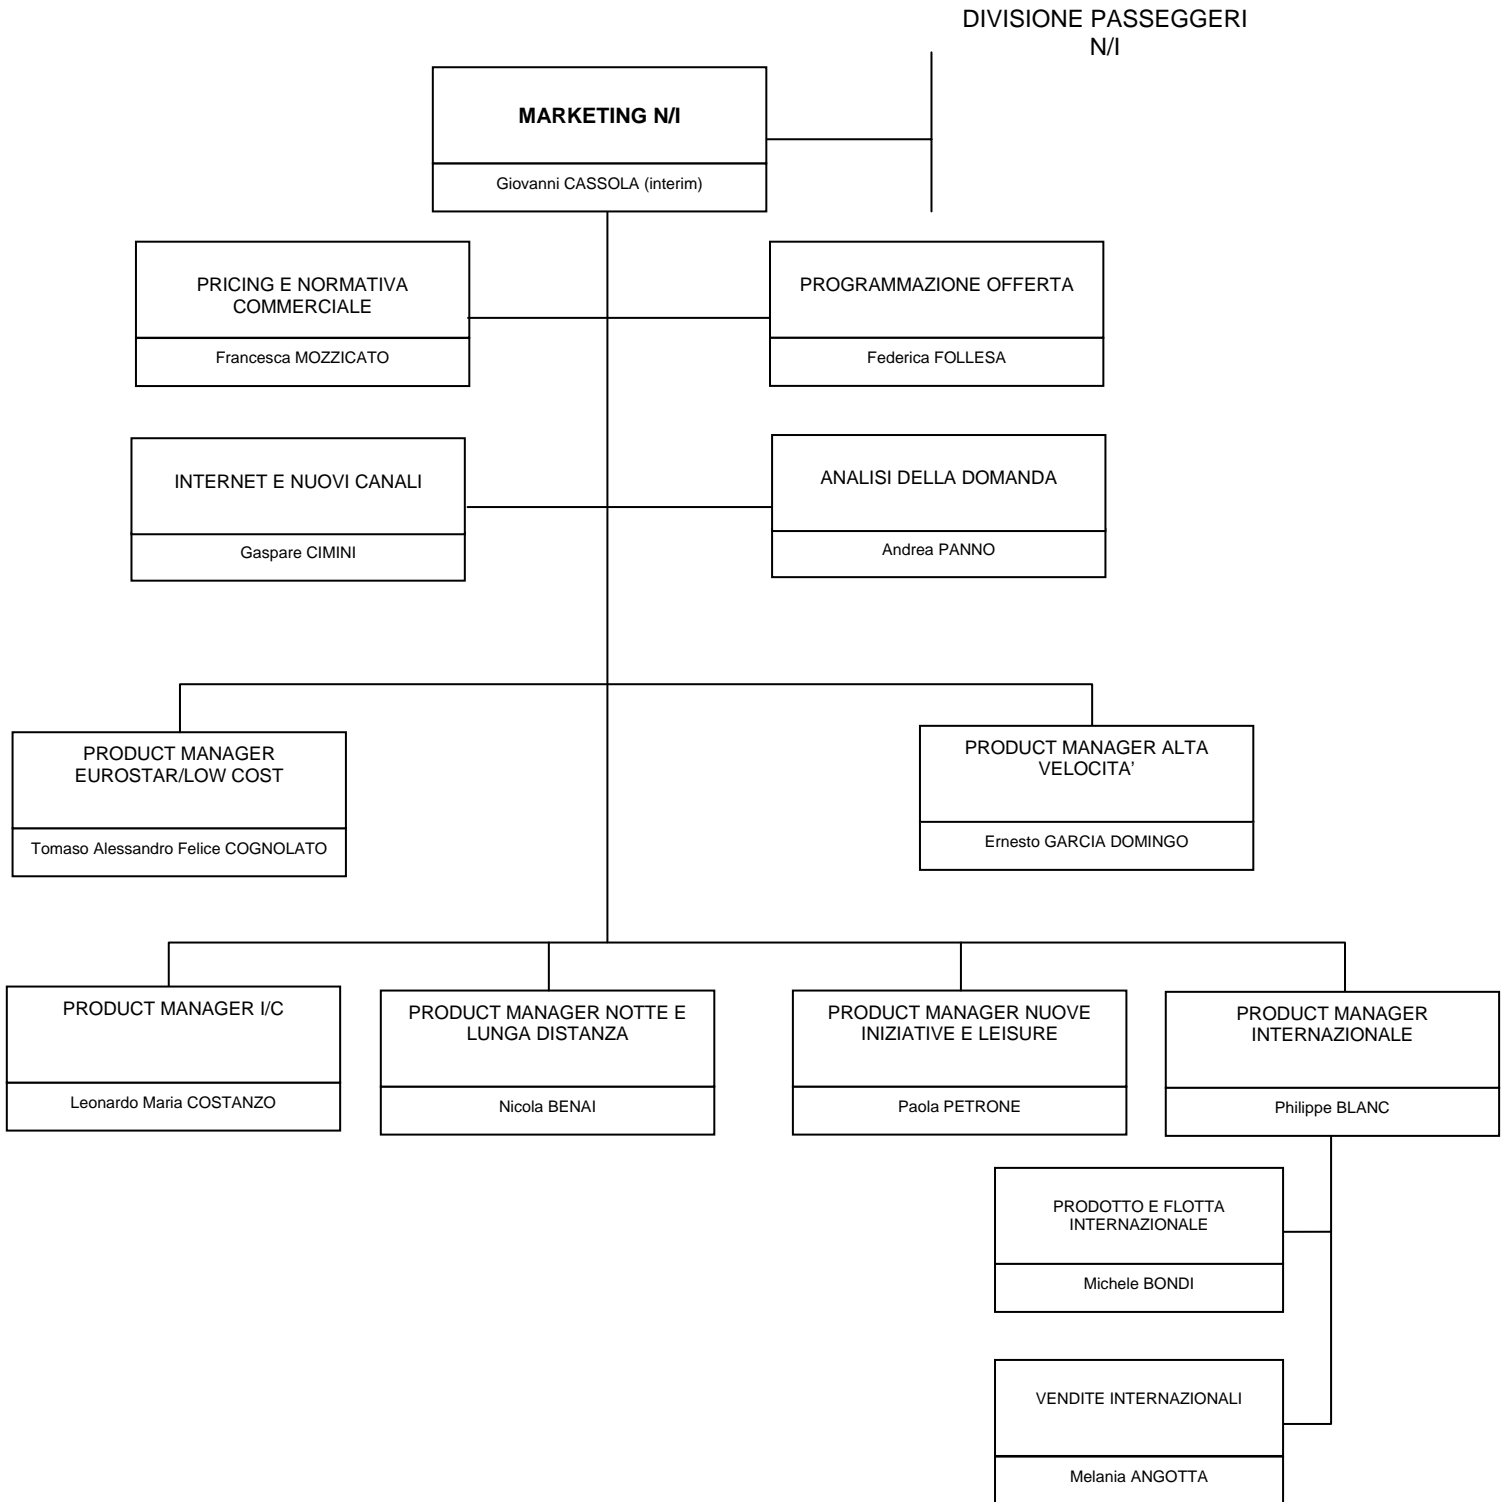 DIVISIONE PASSEGGERI
N/I
MARKETING N/I
Giovanni CASSOLA (interim)
PRICING E NORMATIVA
COMMERCIALE
Francesca MOZZICATO
PROGRAMMAZIONE OFFERTA
Federica FOLLESA
INTERNET E NUOVI CANALI
Gaspare CIMINI
ANALISI DELLA DOMANDA
Andrea PANNO
PRODUCT MANAGER
EUROSTAR/LOW COST
Tomaso Alessandro Felice COGNOLATO
PRODUCT MANAGER ALTA
VELOCITA’
Ernesto GARCIA DOMINGO
PRODUCT MANAGER I/C
Leonardo Maria COSTANZO
PRODUCT MANAGER NOTTE E
LUNGA DISTANZA
Nicola BENAI
PRODUCT MANAGER NUOVE
INIZIATIVE E LEISURE
Paola PETRONE
PRODUCT MANAGER
INTERNAZIONALE
Philippe BLANC
PRODOTTO E FLOTTA
INTERNAZIONALE
Michele BONDI
VENDITE INTERNAZIONALI
Melania ANGOTTA